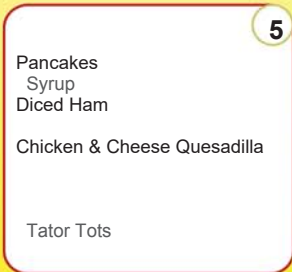 5
Pancakes
Syrup
Diced Ham
Chicken & Cheese Quesadilla
Tator Tots